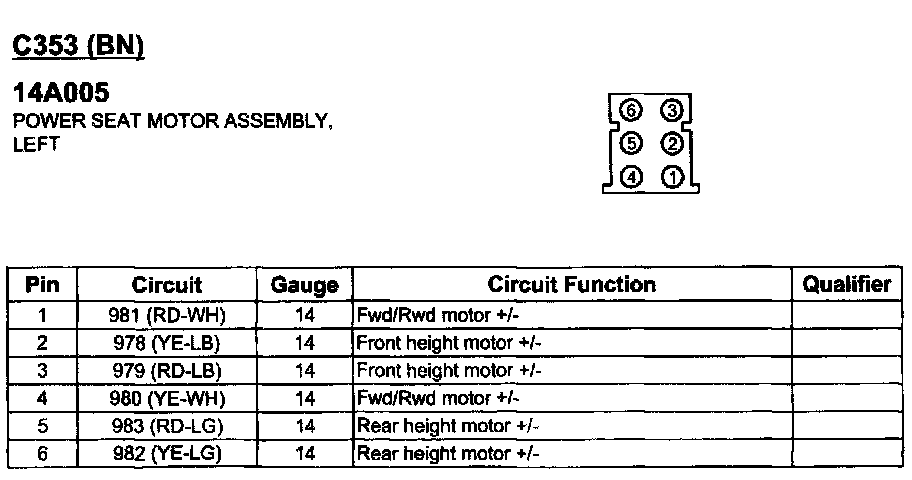 C353 (BN)
14A005
POWER SEAT MOTOR ASSEMBLY,
LEFT
6 3
5 2
4 1
Pin Circuit Gauge Circuit Function Qualifier
1 981 (RD-WH) 14 Fwd/Rwd motor +/-
2 978 (YE-LB) 14 Front height motor +/-
3 979 (RD-LB) 14 Front height motor +/-
4 980 (YE-WH) 14 Fwd/Rwd motor +/-
5 983 (RD-LG) 14 Rear height motor +/-
6 982 (YE-LG) 14 Rear height motor +/-